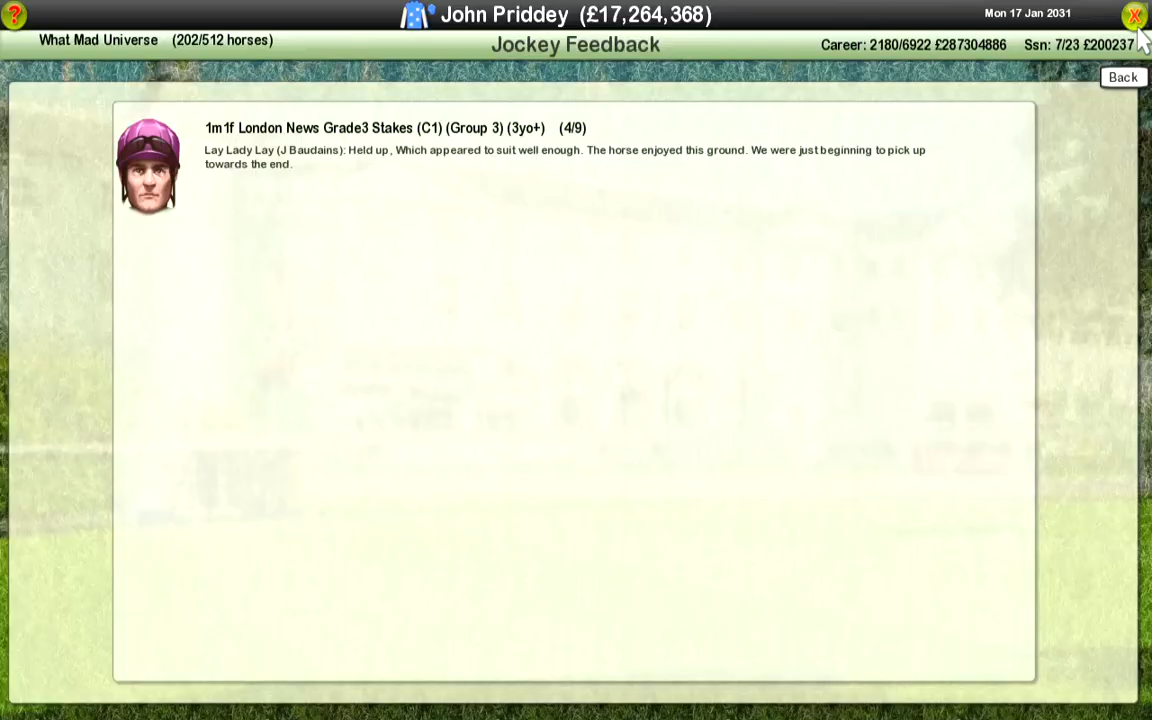 ?
John Priddey (£17,264,368)
Mon 17 Jan 2031
X
What Mad Universe (202/512 horses)
Jockey Feedback
Career: 2180/6922 £287304886 Ssn: 7/23 £200237
Back
1m1f London News Grade3 Stakes (C1) (Group 3) (3yo+) (4/9)
Lay Lady Lay (J Baudains): Held up, Which appeared to suit well enough. The horse enjoyed this ground. We were just beginning to pick up
towards the end.